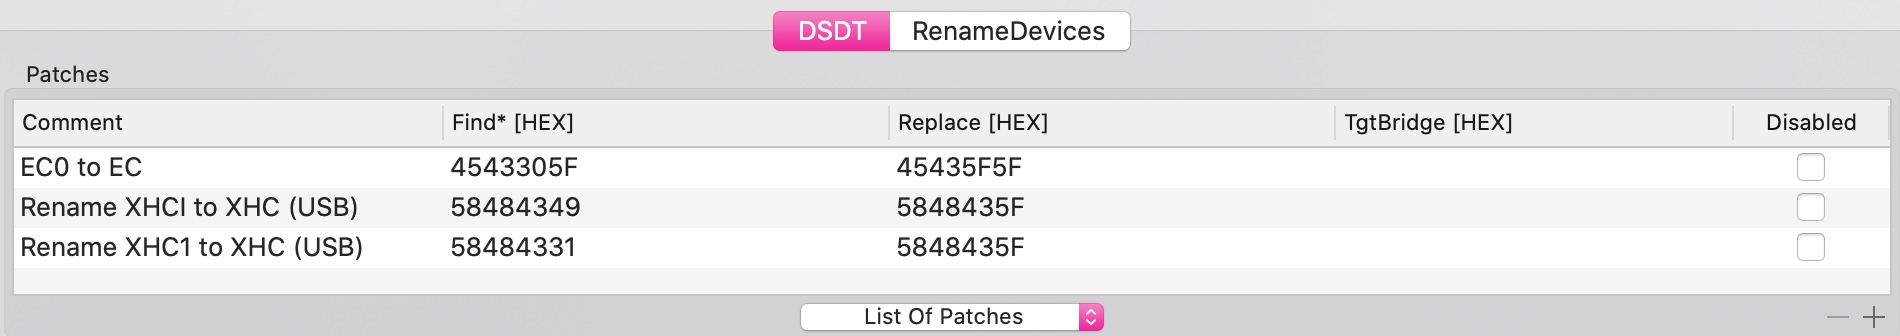 DSDT RenameDevices
Patches
Comment Find* [HEX] Replace [HEX] TgtBridge [HEX] Disabled
EC0 to EC 4543305F 45435F5F
Rename XHCI to XHC (USB) 58484349 5848435F
Rename XHC1 to XHC (USB) 58484331 5848435F
List Of Patches